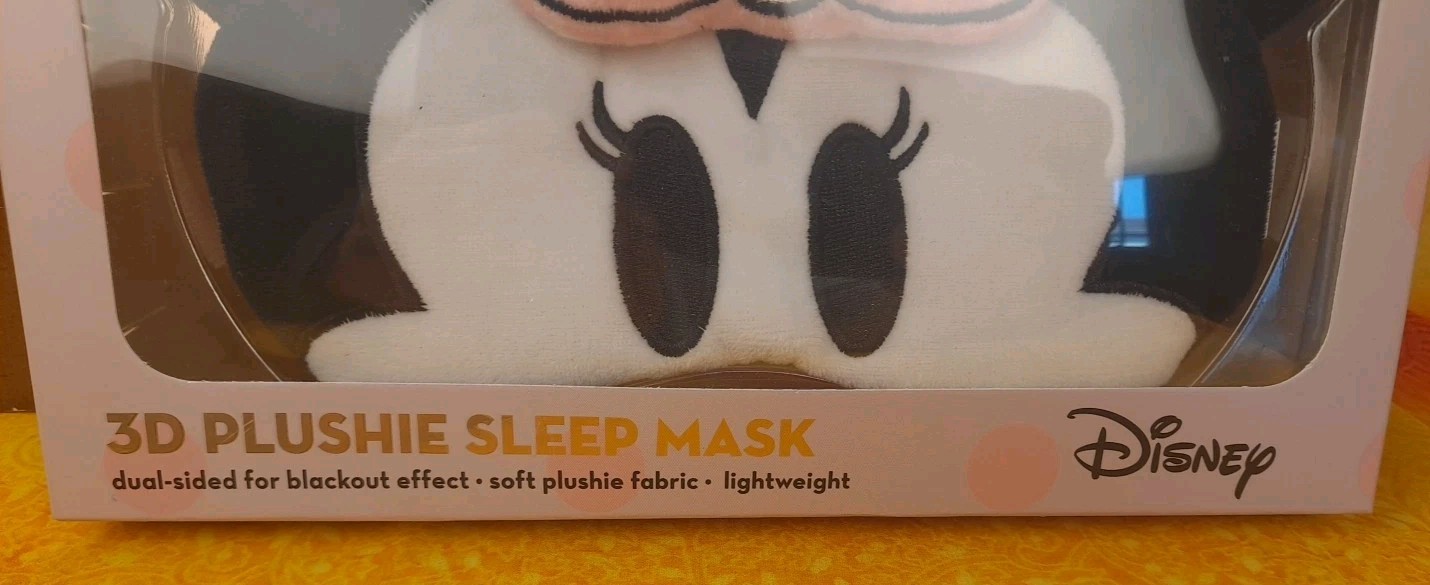 3D PLUSHIE SLEEP MASK
dual-sided for blackout effect • soft plushie fabric • lightweight
Disney